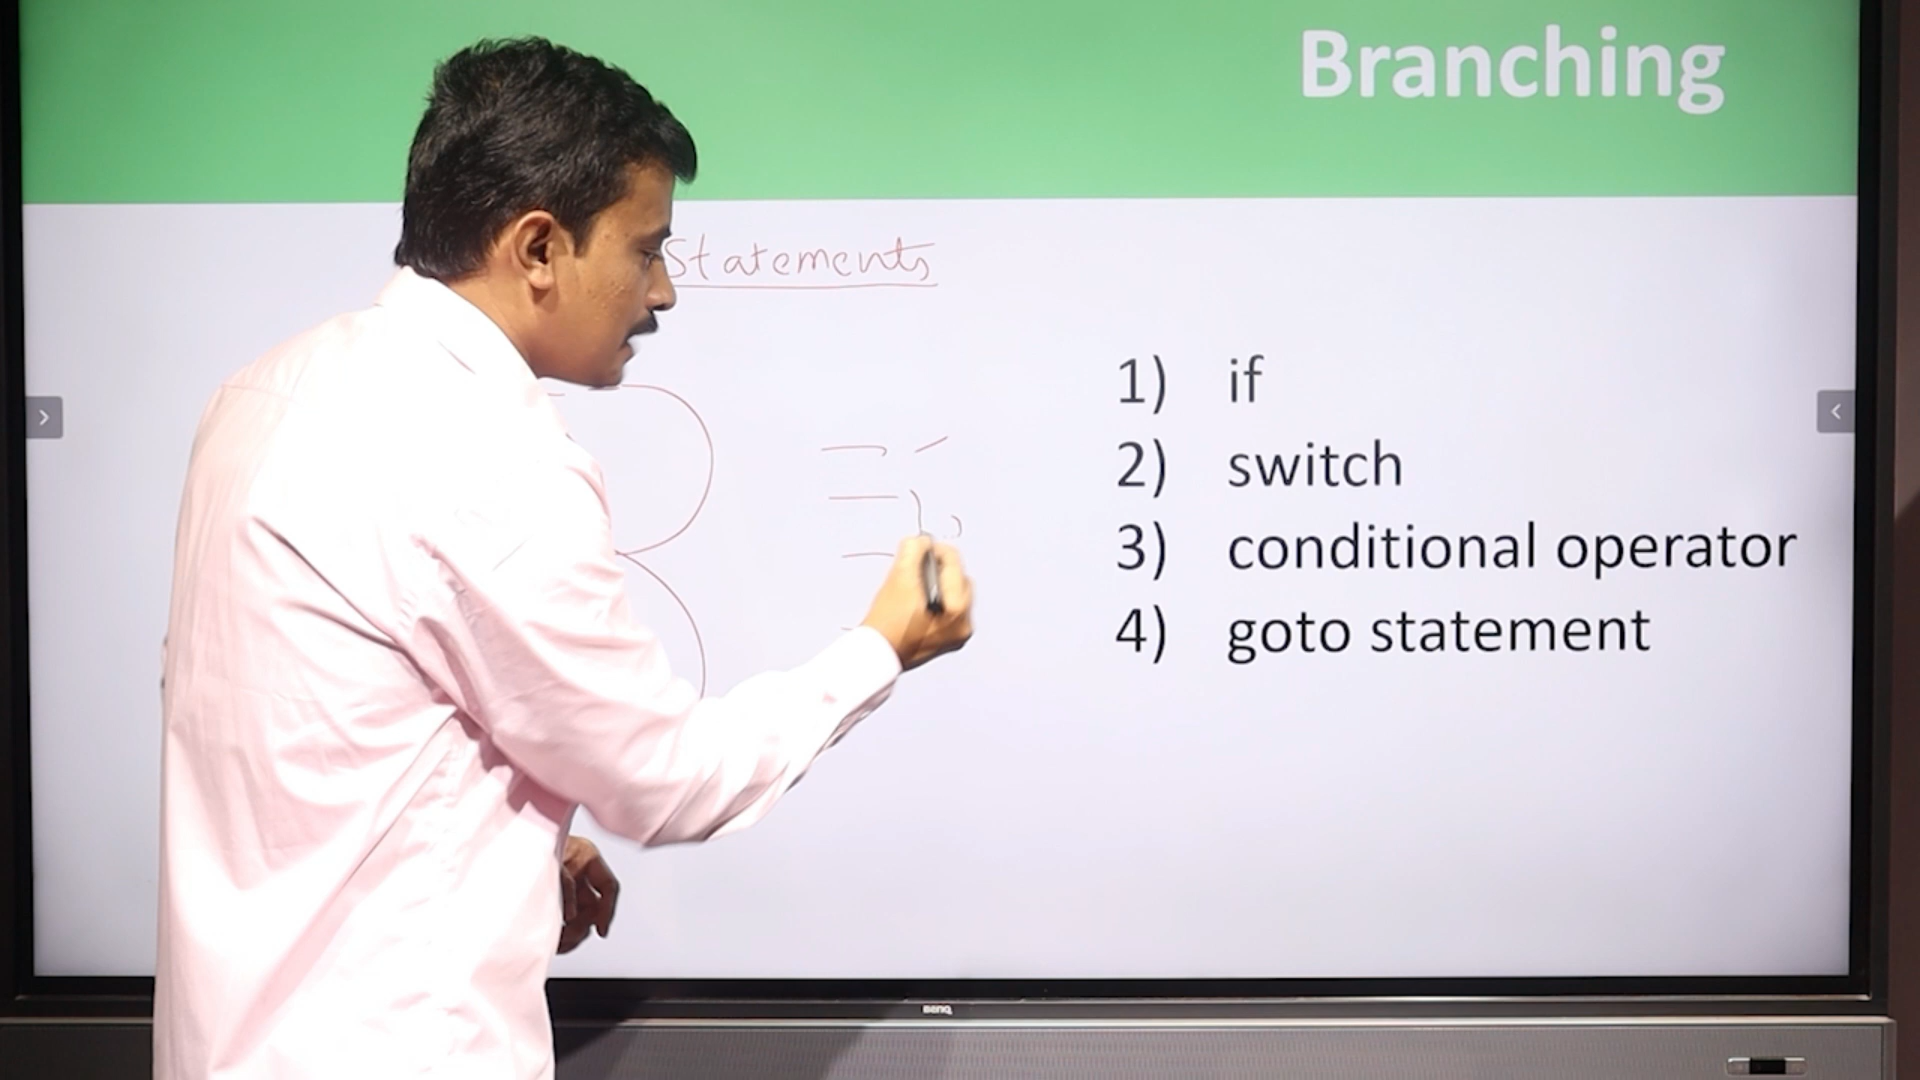 Branching
Statements
1) if
2) switch
3) conditional operator
4) goto statement
BenQ